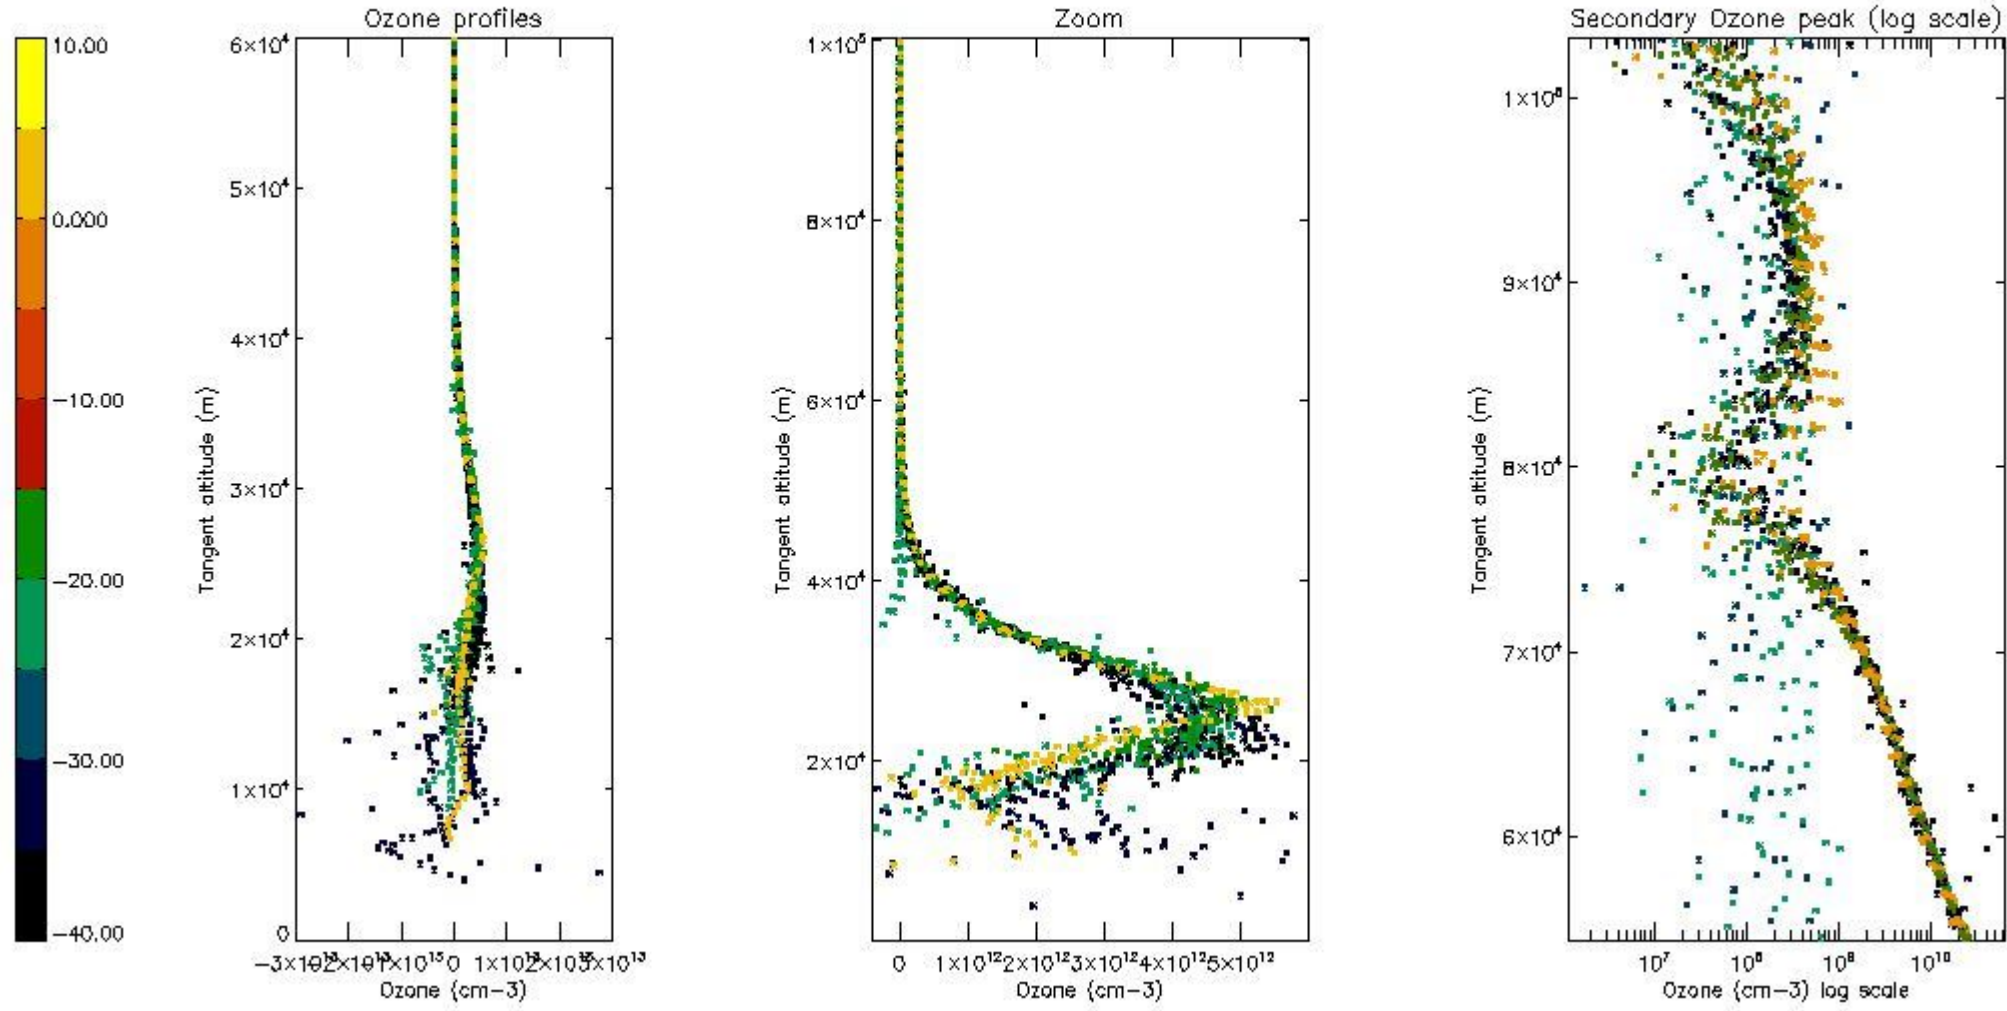 Ozone profiles
Zoom
Secondary Ozone peak (log scale)
10.00
0.000
−10.00
−20.00
−30.00
−40.00
6×10⁴
5×10⁴
4×10⁴
3×10⁴
2×10⁴
1×10⁴
0
Tangent altitude (m)
0
Ozone (cm−3)
1×10⁵
8×10⁴
6×10⁴
4×10⁴
2×10⁴
Tangent altitude (m)
0 1×10¹² 2×10¹² 3×10¹² 4×10¹² 5×10¹²
Ozone (cm−3)
9×10⁴
8×10⁴
7×10⁴
6×10⁴
Tangent altitude (m)
10⁷ 10⁸ 10⁹ 10¹⁰
Ozone (cm−3) log scale